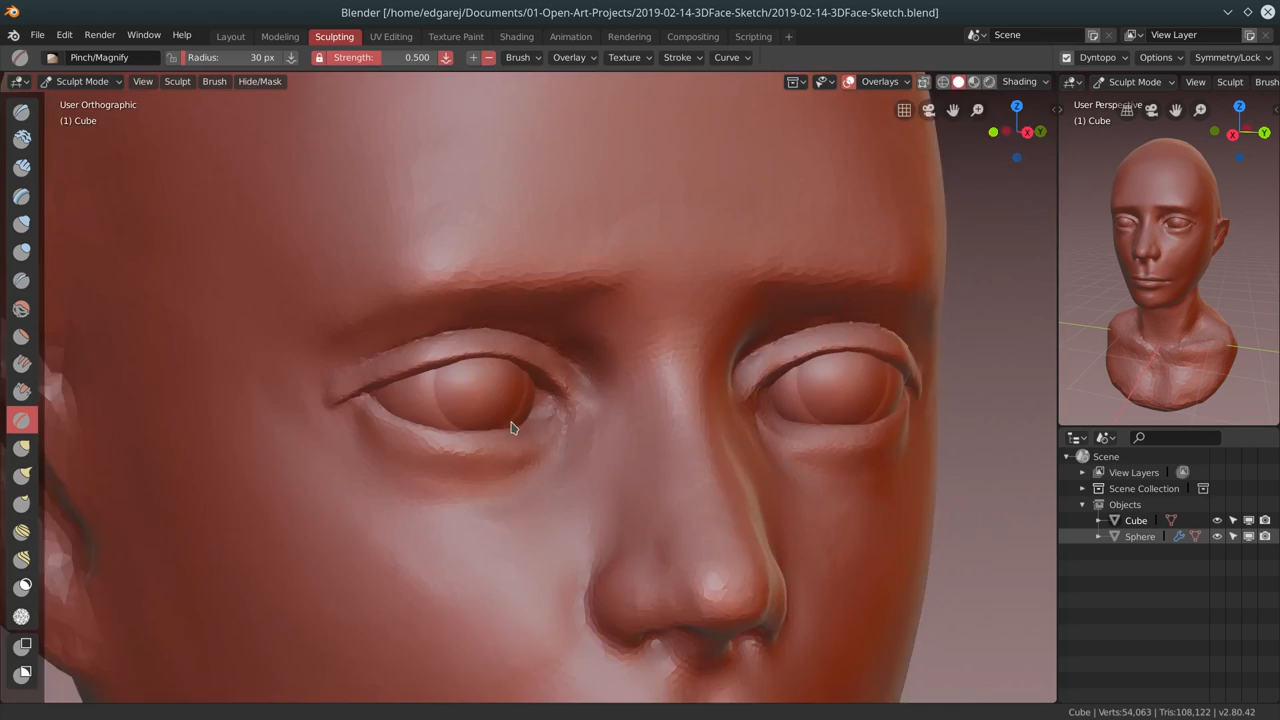 Blender [/home/edgarej/Documents/01-Open-Art-Projects/2019-02-14-3DFace-Sketch/2019-02-14-3DFace-Sketch.blend]
File Edit Render Window Help Layout Modeling Sculpting UV Editing Texture Paint Shading Animation Rendering Compositing Scripting + Scene View Layer
Pinch/Magnify Radius: 30 px Strength: 0.500 Brush Overlay Texture Stroke Curve Dyntopo Options Symmetry/Lock
Sculpt Mode View Sculpt Brush Hide/Mask Overlays Shading Sculpt Mode View Sculpt Brush
User Orthographic
(1) Cube
Z
X
User Perspective
(1) Cube
Z
X Y
Scene
View Layers
Scene Collection
Objects
Cube
Sphere
Cube | Verts:54,063 | Tris:108,122 | v2.80.42